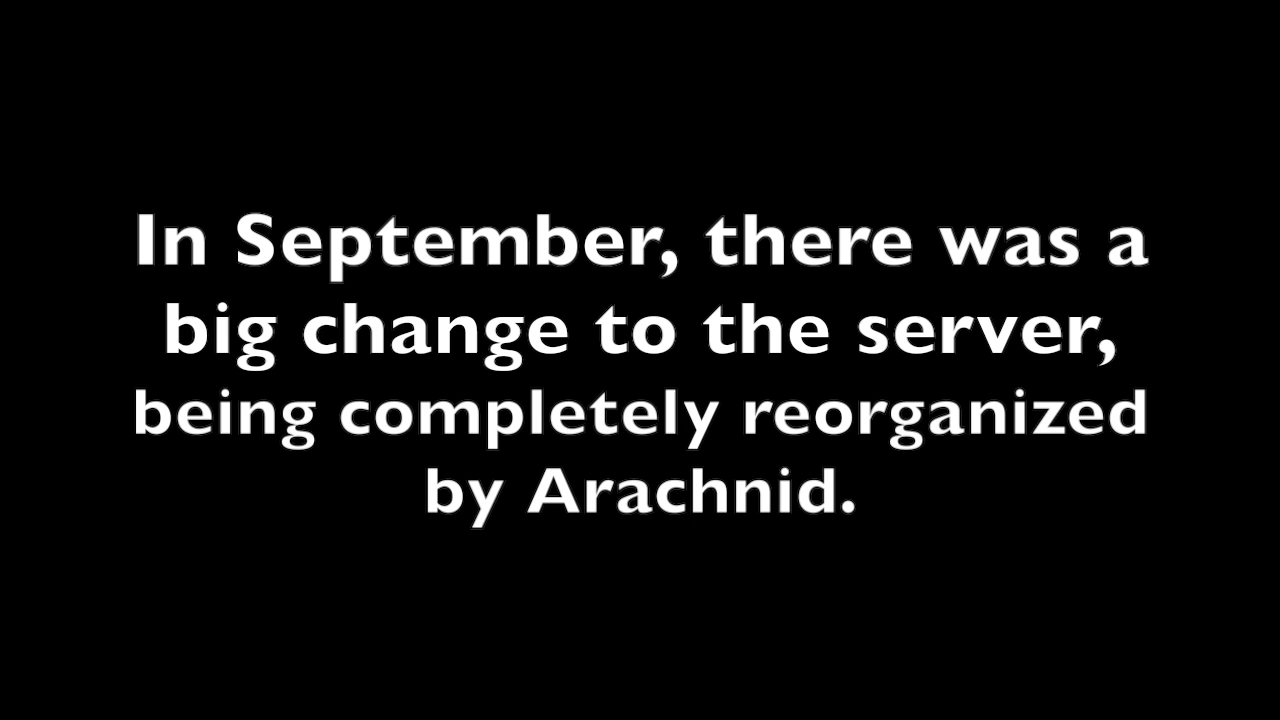 In September, there was a
big change to the server,
being completely reorganized
by Arachnid.